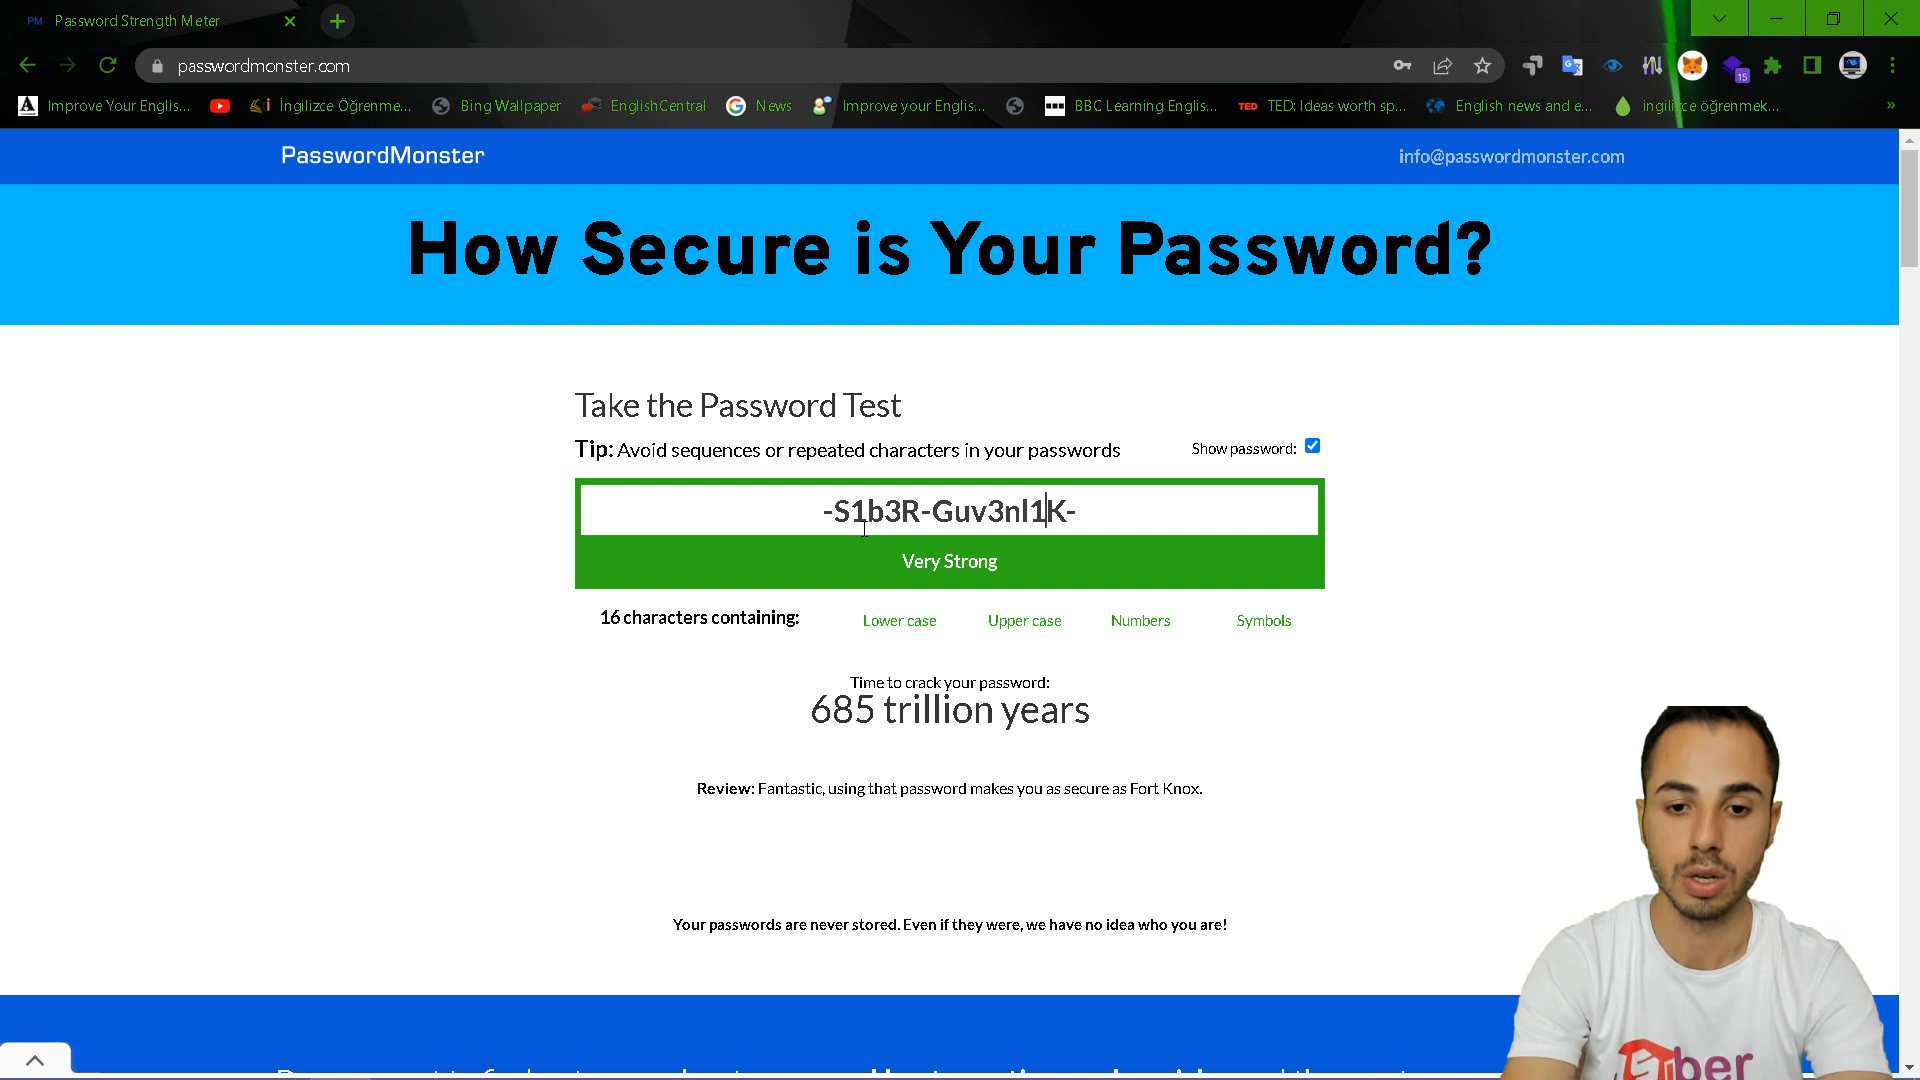 PM Password Strength Meter
passwordmonster.com
Improve Your Englis... İngilizce Öğrenme... Bing Wallpaper EnglishCentral News Improve your Englis... BBC Learning Englis... TED TED: Ideas worth sp... English news and e... ingilizce öğrenmek...
15
PasswordMonster
info@passwordmonster.com
How Secure is Your Password?
Take the Password Test
Tip: Avoid sequences or repeated characters in your passwords
Show password:
-S1b3R-Guv3nl1K-
Very Strong
16 characters containing: Lower case Upper case Numbers Symbols
Time to crack your password:
685 trillion years
Review: Fantastic, using that password makes you as secure as Fort Knox.
Your passwords are never stored. Even if they were, we have no idea who you are!